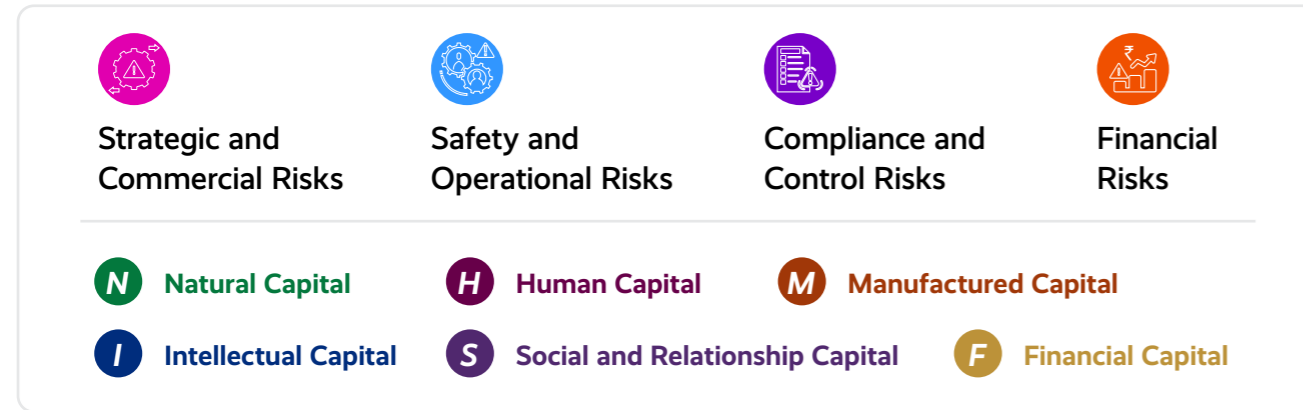 ₹
Strategic and
Commercial Risks
Safety and
Operational Risks
Compliance and
Control Risks
Financial
Risks
N Natural Capital
H Human Capital
M Manufactured Capital
I Intellectual Capital
S Social and Relationship Capital
F Financial Capital